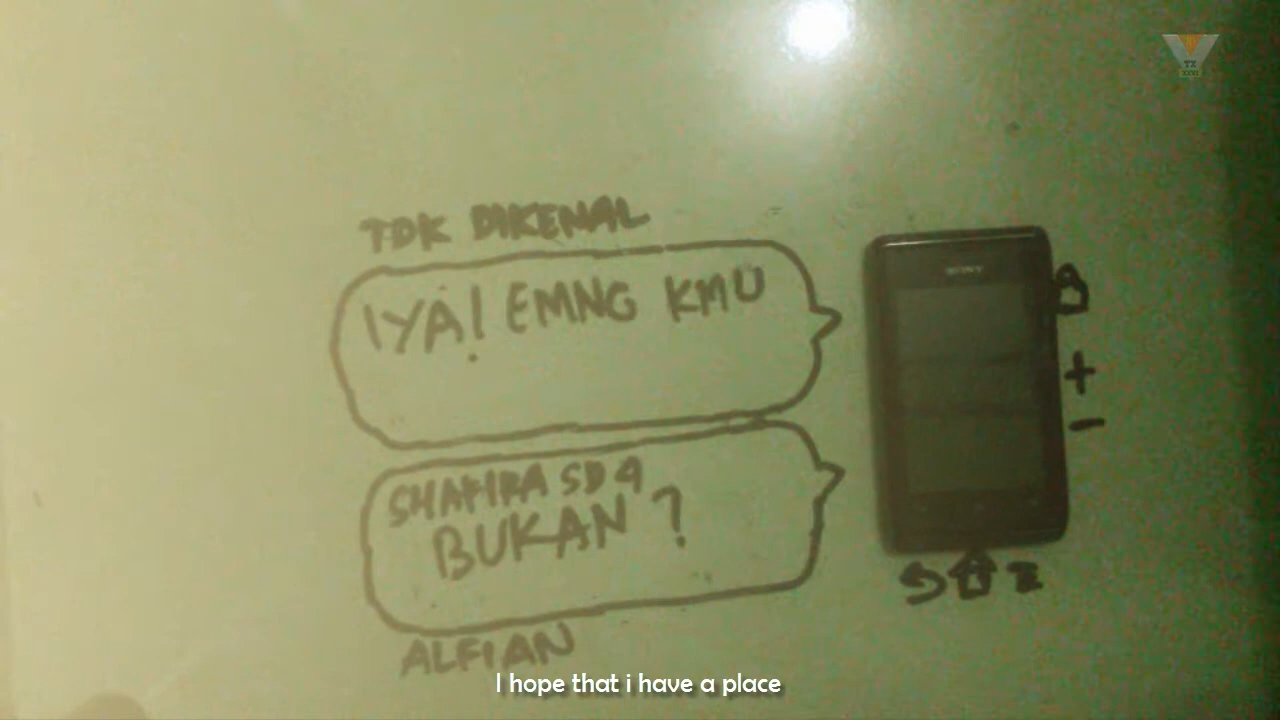 TDK DIKENAL
IYA! EMNG KMU
SONY
SHAFIRA SD 4
BUKAN?
+
-
ALFIAN
I hope that i have a place